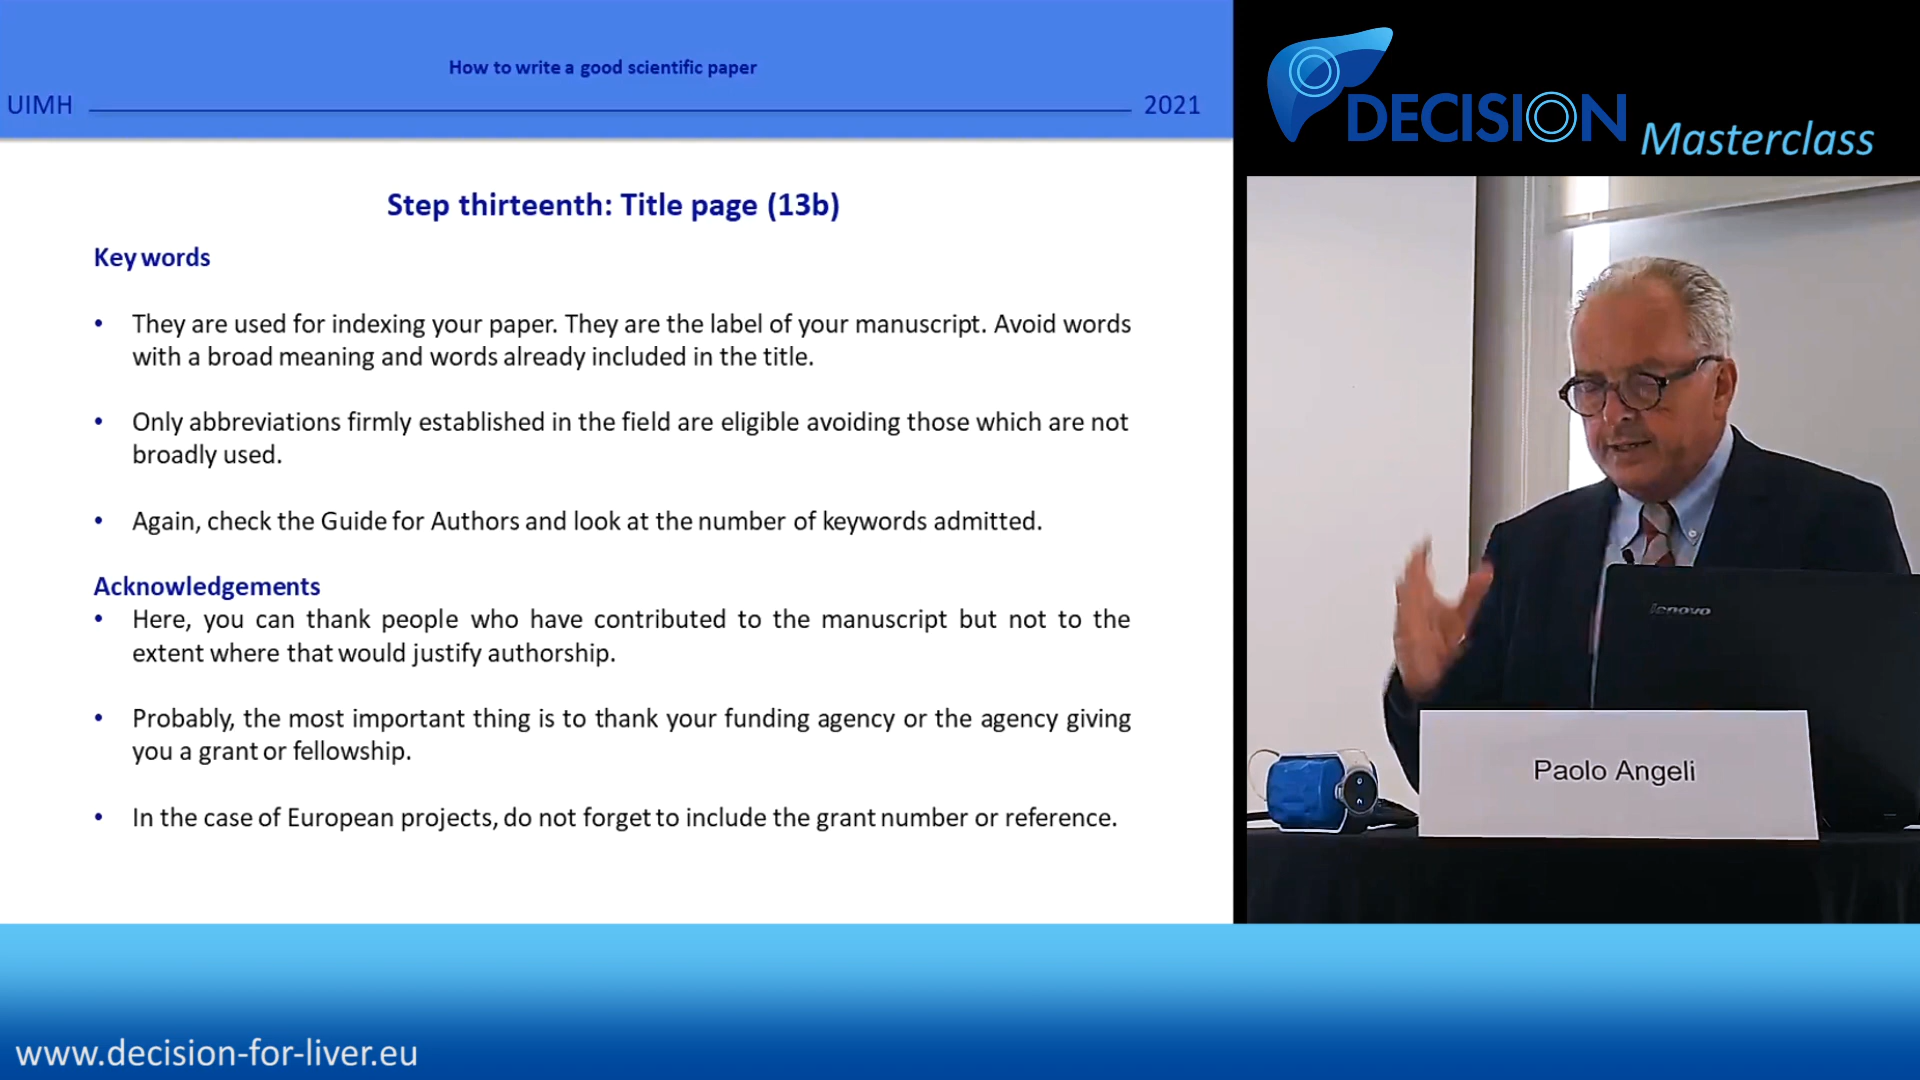 How to write a good scientific paper
UIMH
2021
Step thirteenth: Title page (13b)
Key words
• They are used for indexing your paper. They are the label of your manuscript. Avoid words
with a broad meaning and words already included in the title.
• Only abbreviations firmly established in the field are eligible avoiding those which are not
broadly used.
• Again, check the Guide for Authors and look at the number of keywords admitted.
Acknowledgements
• Here, you can thank people who have contributed to the manuscript but not to the
extent where that would justify authorship.
• Probably, the most important thing is to thank your funding agency or the agency giving
you a grant or fellowship.
• In the case of European projects, do not forget to include the grant number or reference.
DECISION
Masterclass
lenovo
Paolo Angeli
www.decision-for-liver.eu